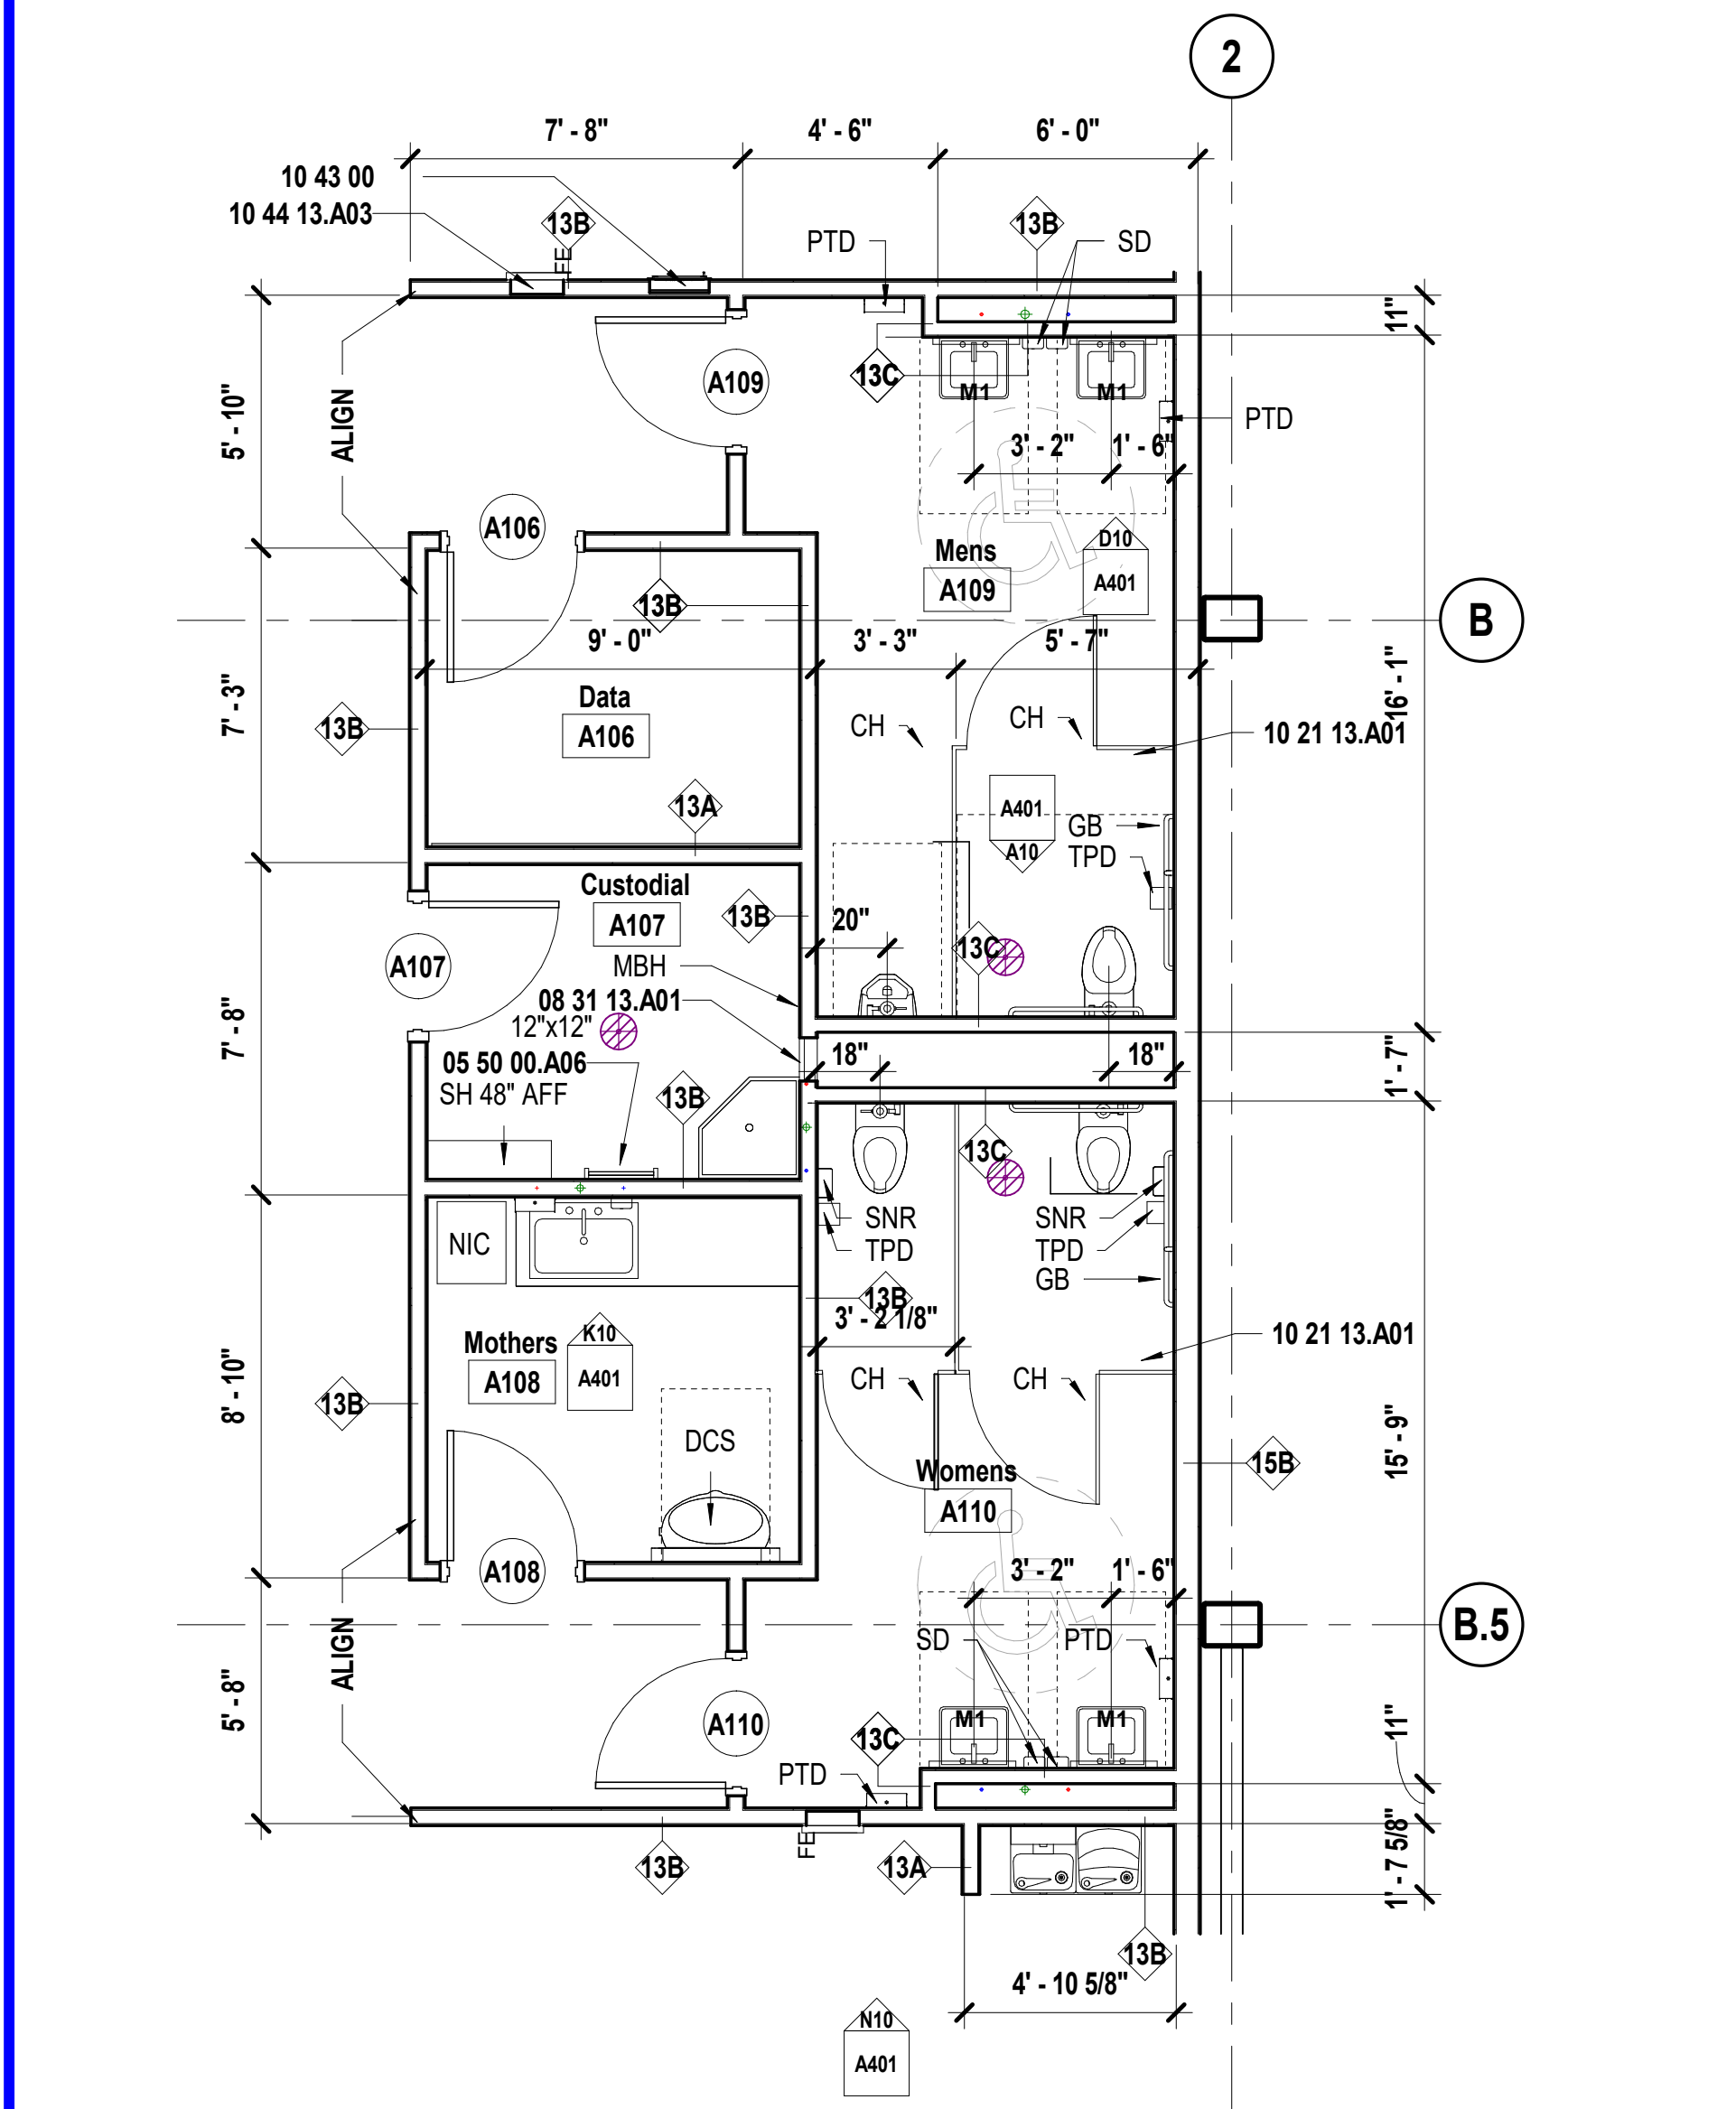 2
7' - 8"
4' - 6"
6' - 0"
10 43 00
10 44 13.A03
13B
FE
PTD
13B
SD
11"
A109
13C
M1
M1
PTD
5' - 10"
ALIGN
3' - 2"
1' - 6"
A106
Mens
A109
D10
A401
13B
B
9' - 0"
3' - 3"
5' - 7"
16' - 1"
7' - 3"
13B
Data
A106
CH
CH
10 21 13.A01
13A
A401
A10
GB
TPD
Custodial
A107
13B
20"
13C
A107
MBH
08 31 13.A01
12"x12"
7' - 8"
05 50 00.A06
SH 48" AFF
18"
18"
1' - 7"
13B
13C
NIC
SNR
TPD
SNR
TPD
GB
13B
3' - 2 1/8"
10 21 13.A01
Mothers
A108
K10
A401
8' - 10"
13B
CH
CH
DCS
Womens
A110
15B
15' - 9"
A108
3' - 2"
1' - 6"
B.5
SD
PTD
ALIGN
5' - 8"
A110
13C
M1
M1
11"
PTD
FE
13B
13A
1' - 7 5/8"
13B
4' - 10 5/8"
N10
A401